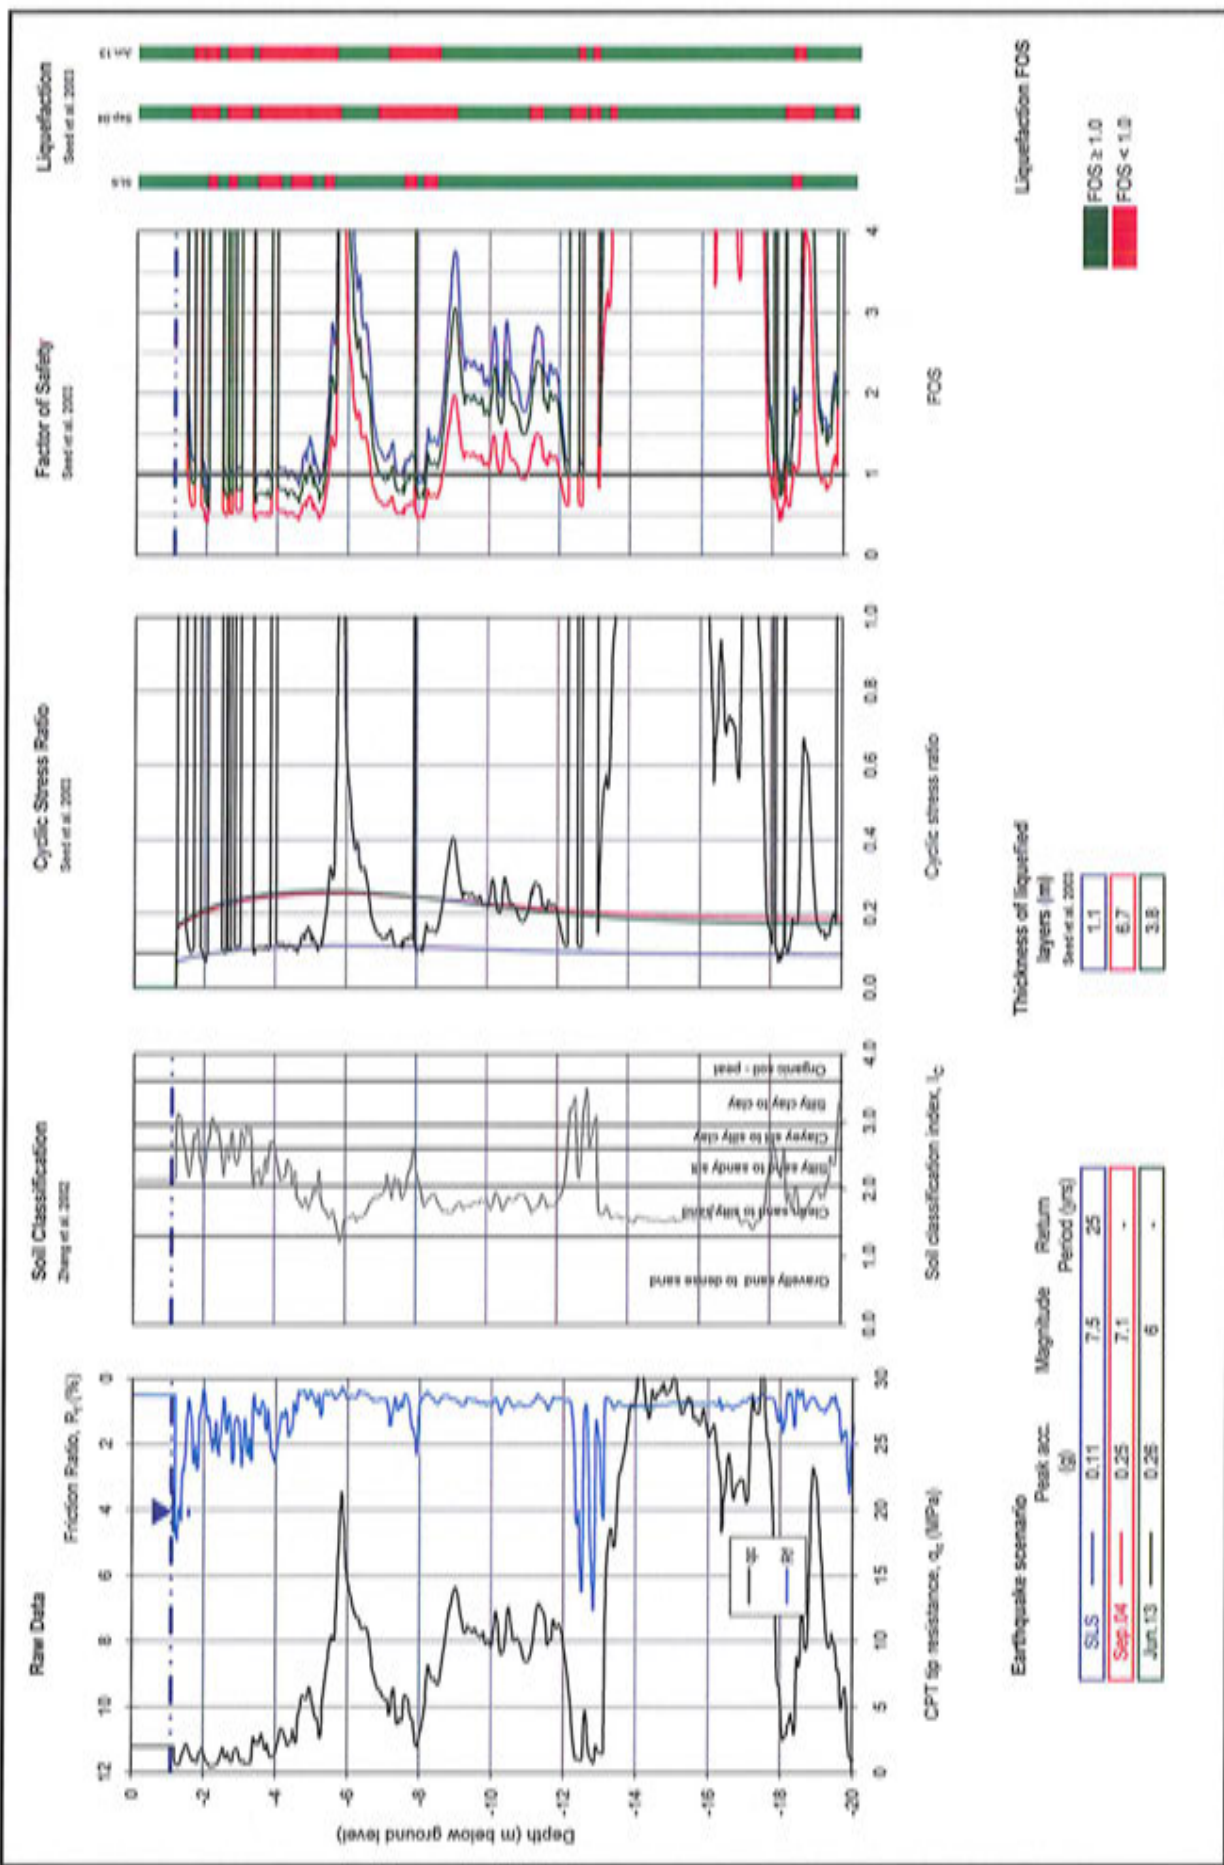 Raw Data
Friction Ratio, Rf (%)
12 10 8 6 4 2 0
0
-2
-4
-6
-8
-10
-12
-14
-16
-18
-20
Depth (m below ground level)
qc
Rf
0 5 10 15 20 25 30
CPT tip resistance, qc (MPa)
Soil Classification
Zhang et al. 2002
Gravelly sand to dense sand
Clean sand to silty sand
Silty sand to sandy silt
Clayey silt to silty clay
Silty clay to clay
Organic soil - peat
0.0 1.0 2.0 3.0 4.0
Soil classification index, IC
Cyclic Stress Ratio
Seed et al. 2003
0.0 0.2 0.4 0.6 0.8 1.0
Cyclic stress ratio
Factor of Safety
Seed et al. 2003
0 1 2 3 4
FOS
Liquefaction
Seed et al. 2003
SLS Sep.04 Jun.13
Earthquake scenario
Peak acc. (g)
Magnitude
Return Period (yrs)
SLS 0.11 7.5 25
Sep.04 0.25 7.1 -
Jun.13 0.26 6 -
Thickness of liquefied
layers (m)
Seed et al. 2003
1.1
6.7
3.8
Liquefaction FOS
FOS ≥ 1.0
FOS < 1.0